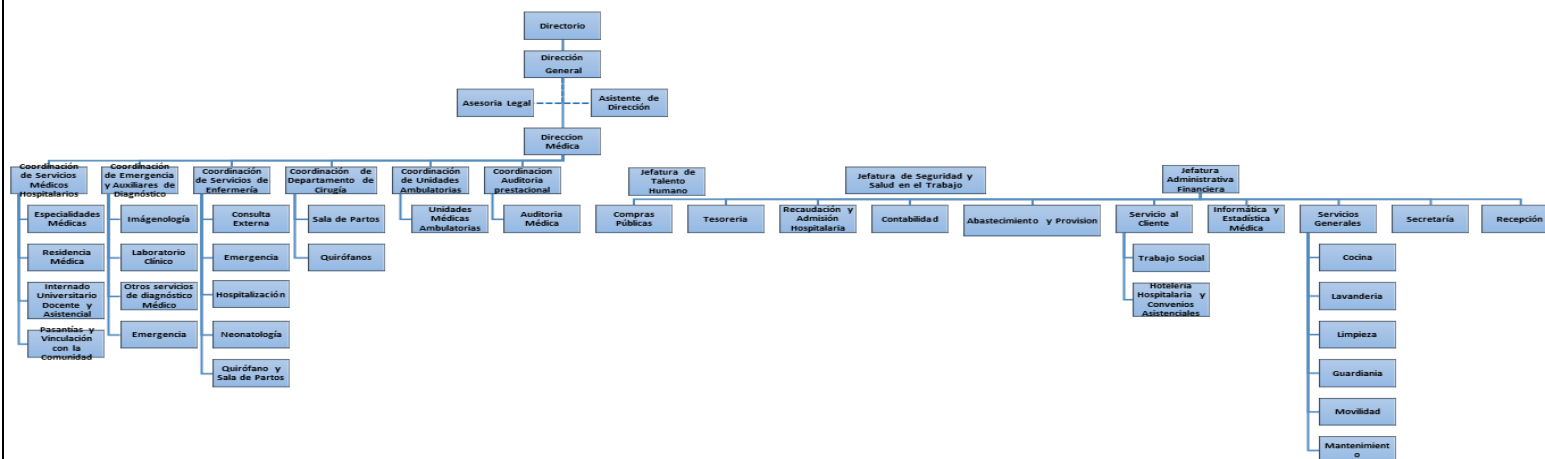 Directorio
Dirección
General
Asesoria Legal
Asistente de
Dirección
Direccion
Médica
Coordinación
de Servicios
Médicos
Hospitalarios
Coordinación
de Emergencia
y Auxiliares de
Diagnóstico
Coordinación
de Servicios de
Enfermería
Coordinación de
Departamento de
Cirugía
Coordinación
de Unidades
Ambulatorias
Coordinacion
Auditoria
prestacional
Jefatura de
Talento
Humano
Jefatura de Seguridad y
Salud en el Trabajo
Jefatura
Administrativa
Financiera
Especialidades
Médicas
Residencia
Médica
Internado
Universitario
Docente y
Asistencial
Pasantías y
Vinculación
con la
Comunidad
Imágenología
Laboratorio
Clínico
Otros servicios
de diagnóstico
Médico
Emergencia
Consulta
Externa
Emergencia
Hospitalización
Neonatología
Quirófano y
Sala de Partos
Sala de Partos
Quirófanos
Unidades
Médicas
Ambulatorias
Auditoria
Médica
Compras
Públicas
Tesoreria
Recaudación y
Admisión
Hospitalaria
Contabilidad
Abastecimiento y Provision
Servicio al
Cliente
Informática y
Estadística
Médica
Servicios
Generales
Secretaría
Recepción
Trabajo Social
Hoteleria
Hospitalaria y
Convenios
Asistenciales
Cocina
Lavanderia
Limpieza
Guardiania
Movilidad
Mantenimient
o